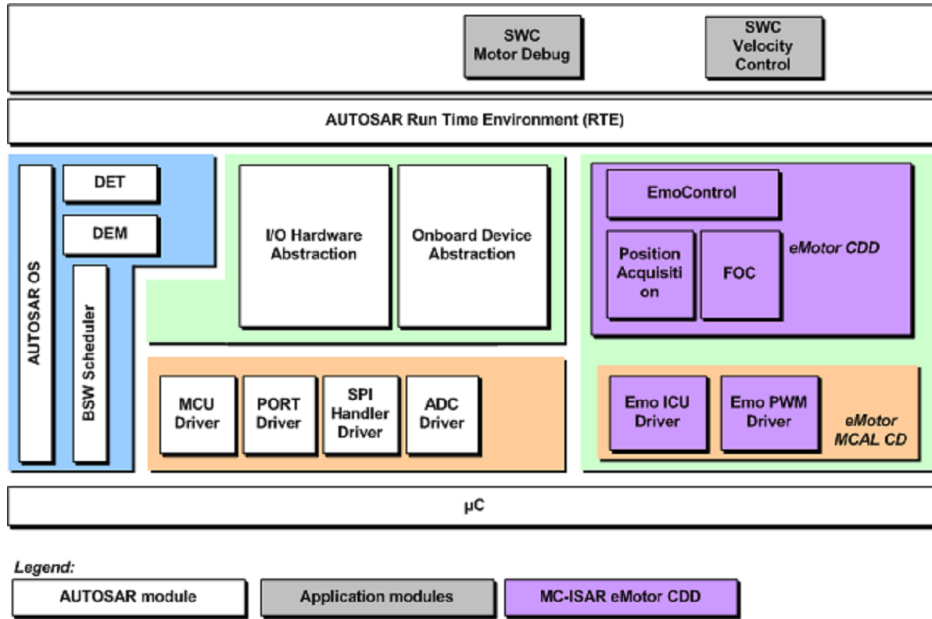 SWC
Motor Debug
SWC
Velocity
Control
AUTOSAR Run Time Environment (RTE)
AUTOSAR OS
DET
DEM
BSW Scheduler
I/O Hardware
Abstraction
Onboard Device
Abstraction
EmoControl
Position
Acquisiti
on
FOC
eMotor CDD
MCU
Driver
PORT
Driver
SPI
Handler
Driver
ADC
Driver
Emo ICU
Driver
Emo PWM
Driver
eMotor
MCAL CD
µC
Legend:
AUTOSAR module
Application modules
MC-ISAR eMotor CDD